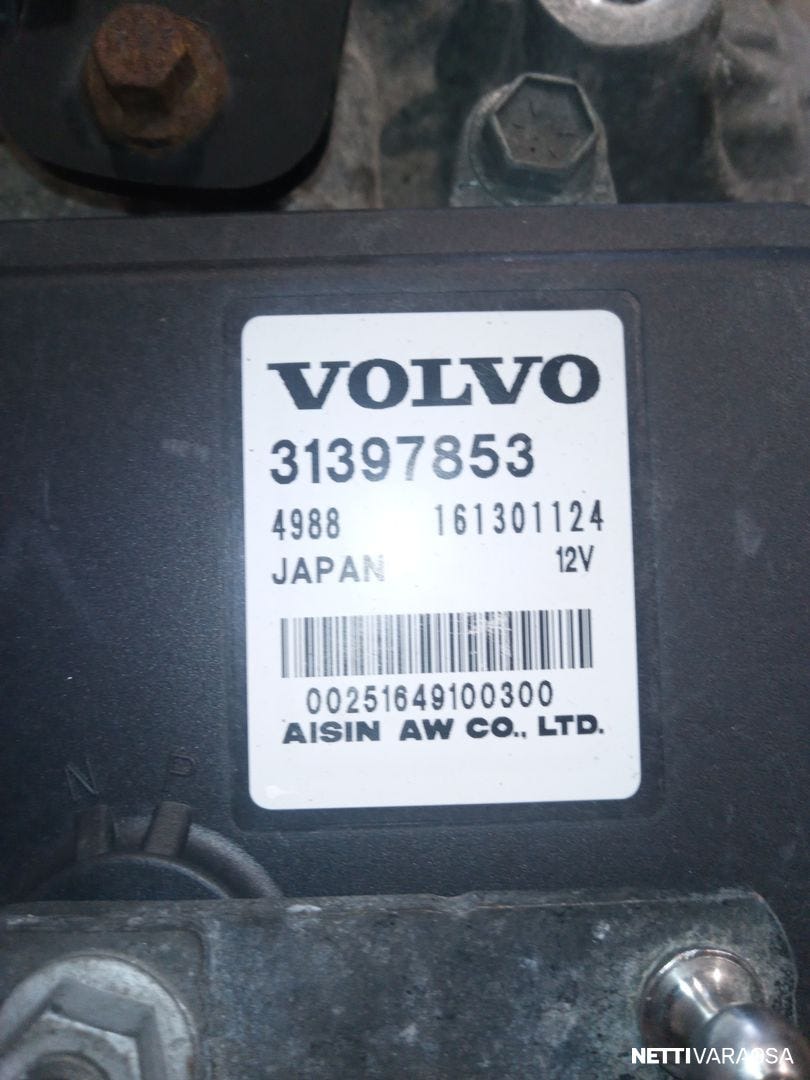 VOLVO
31397853
4988 161301124
JAPAN 12V
00251649100300
AISIN AW CO., LTD.
N P
NETTIVARAOSA